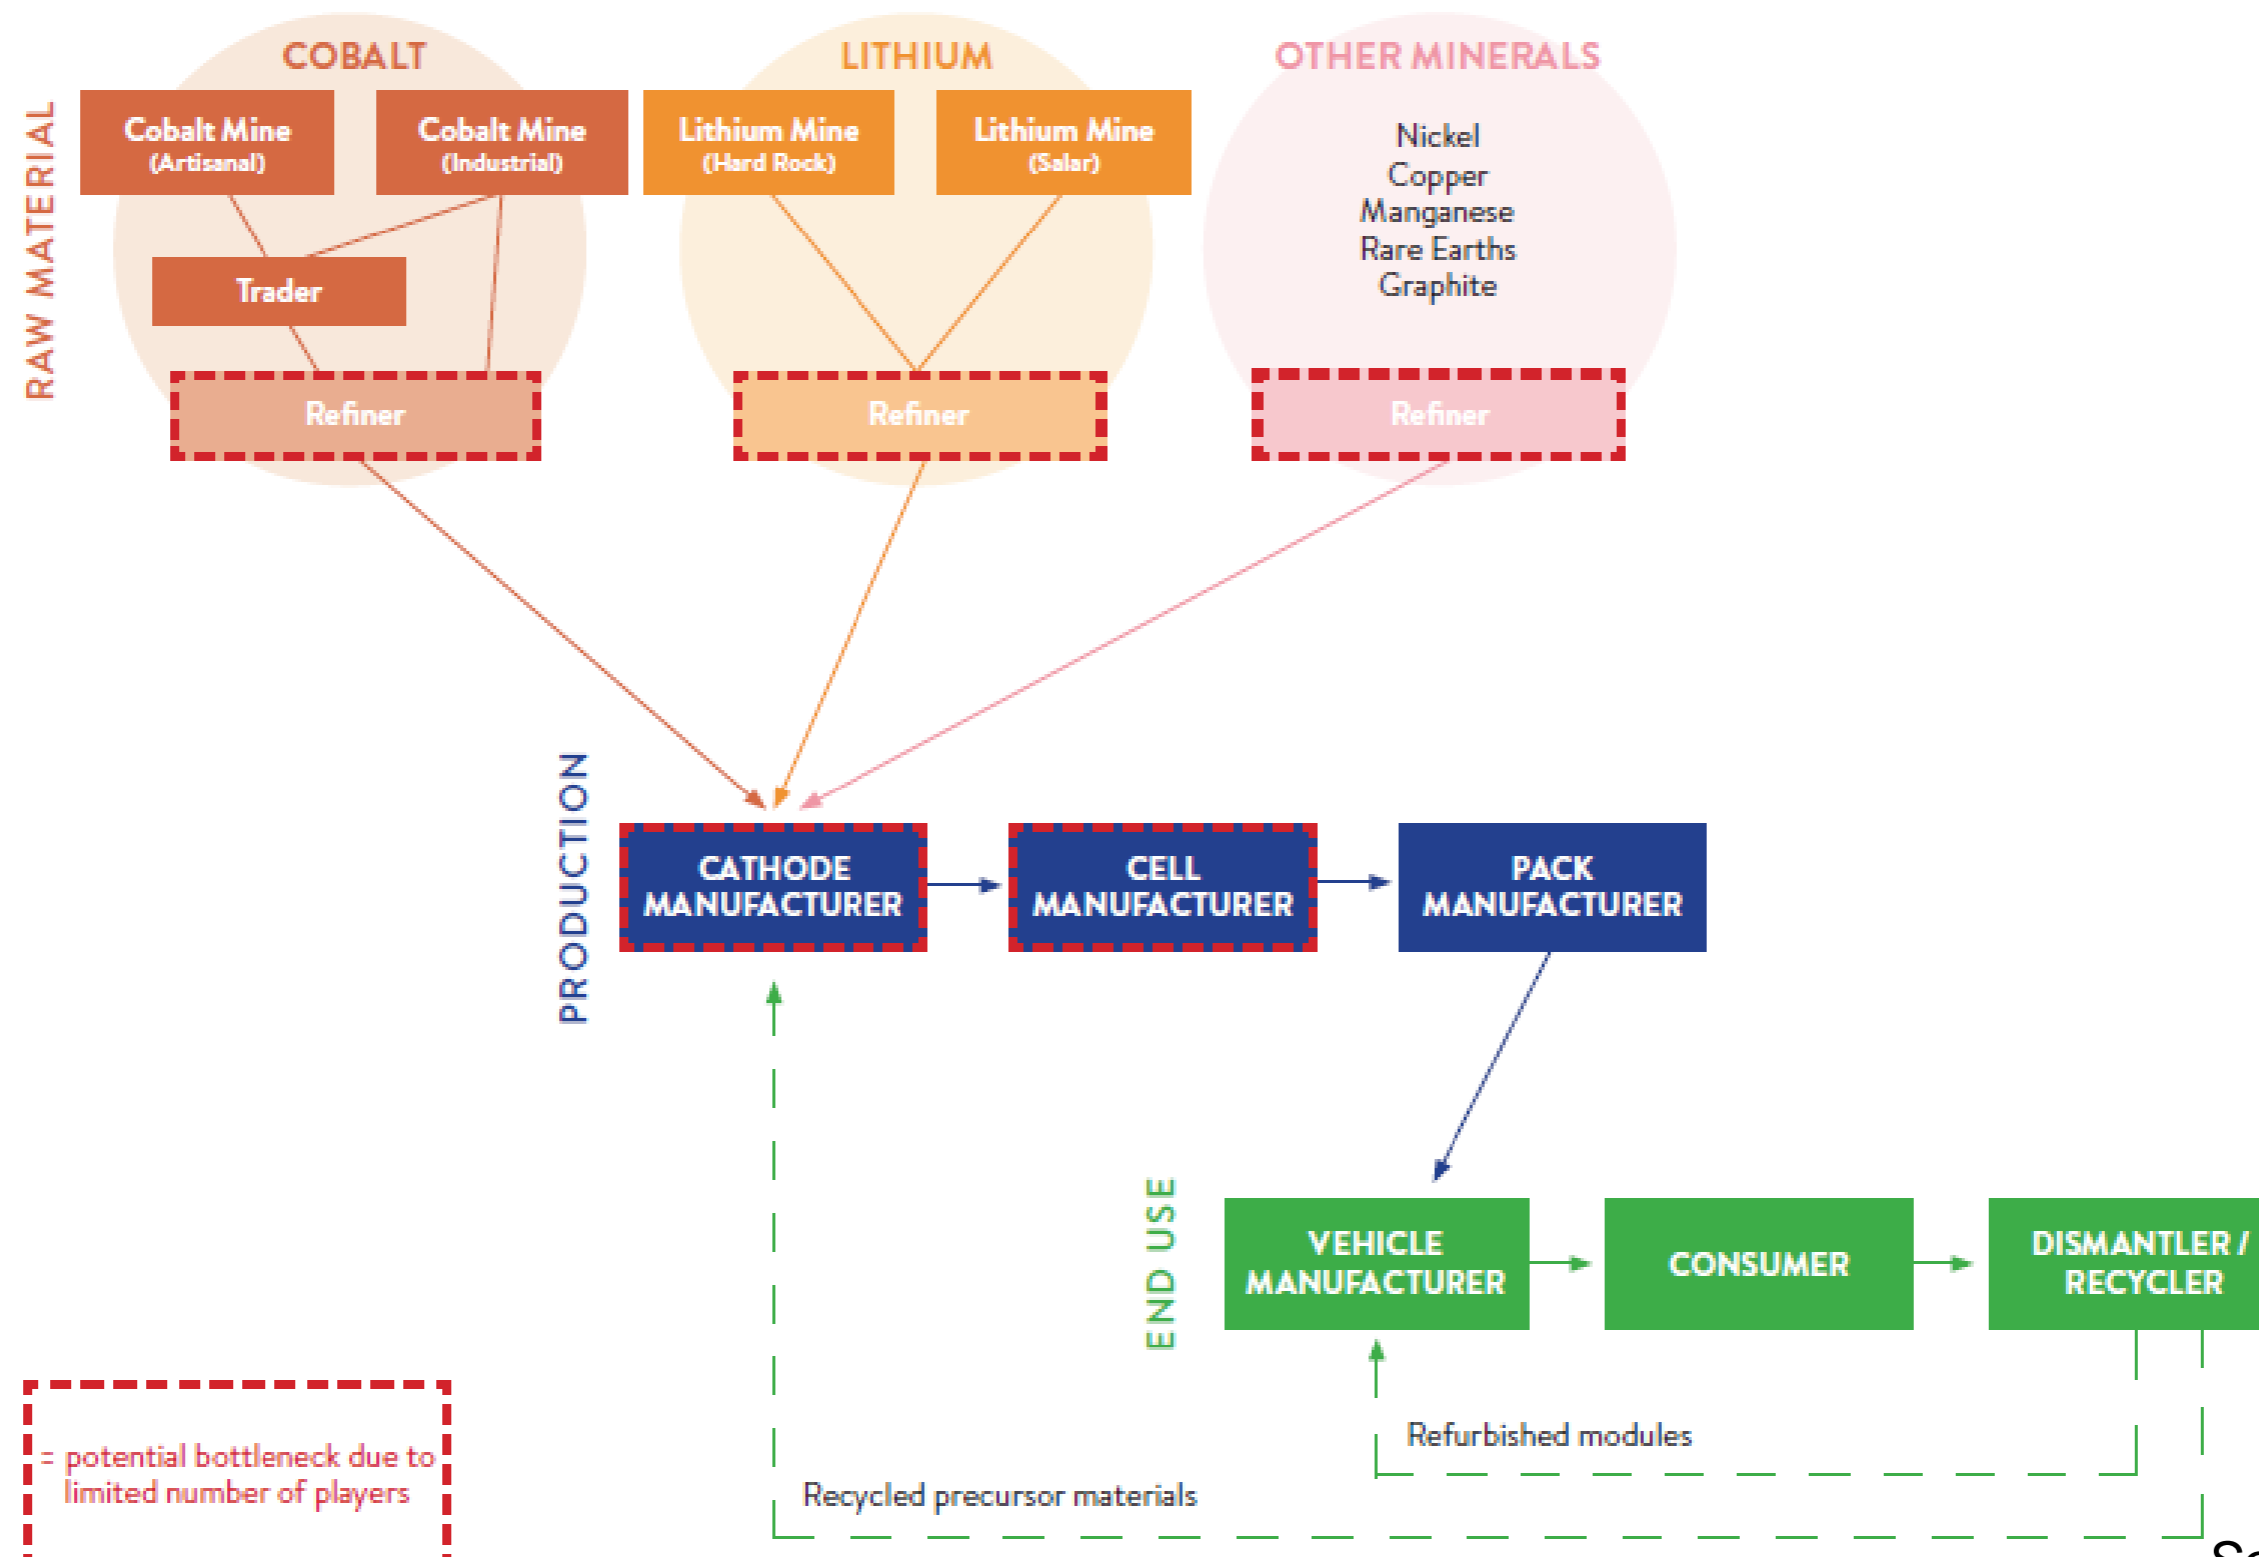 COBALT
LITHIUM
OTHER MINERALS
RAW MATERIAL
Cobalt Mine
(Artisanal)
Cobalt Mine
(Industrial)
Lithium Mine
(Hard Rock)
Lithium Mine
(Salar)
Nickel
Copper
Manganese
Rare Earths
Graphite
Trader
Refiner
Refiner
Refiner
PRODUCTION
CATHODE
MANUFACTURER
CELL
MANUFACTURER
PACK
MANUFACTURER
END USE
VEHICLE
MANUFACTURER
CONSUMER
DISMANTLER /
RECYCLER
Refurbished modules
Recycled precursor materials
= potential bottleneck due to
limited number of players